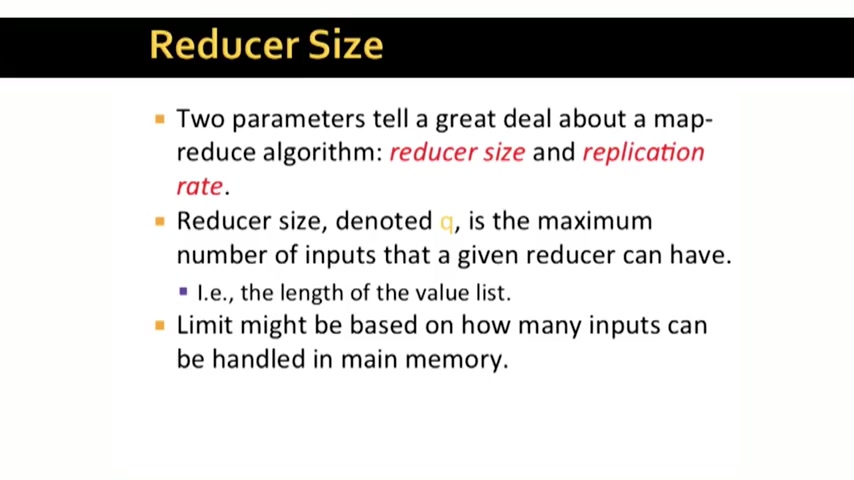 Reducer Size
Two parameters tell a great deal about a map-
reduce algorithm: reducer size and replication
rate.
Reducer size, denoted q, is the maximum
number of inputs that a given reducer can have.
I.e., the length of the value list.
Limit might be based on how many inputs can
be handled in main memory.